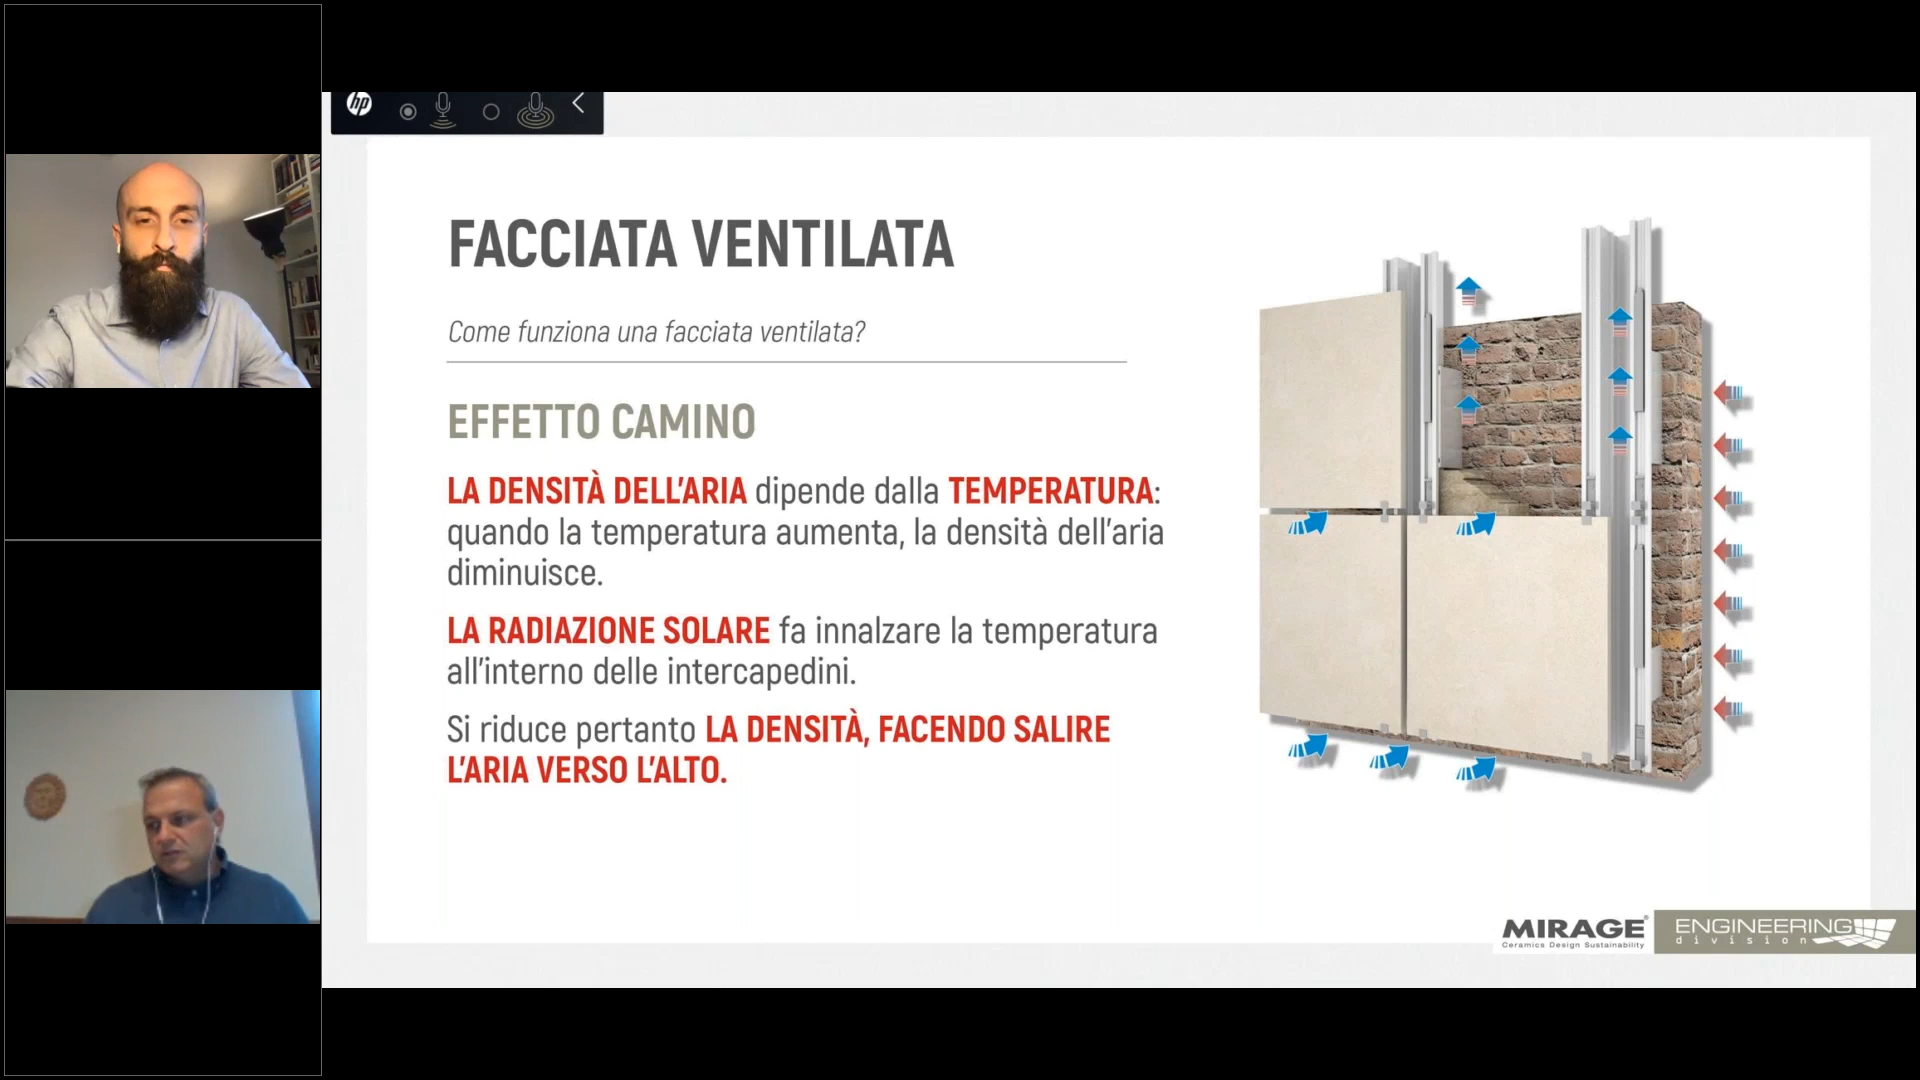 hp
FACCIATA VENTILATA
Come funziona una facciata ventilata?
EFFETTO CAMINO
LA DENSITÀ DELL'ARIA dipende dalla TEMPERATURA:
quando la temperatura aumenta, la densità dell'aria
diminuisce.
LA RADIAZIONE SOLARE fa innalzare la temperatura
all'interno delle intercapedini.
Si riduce pertanto LA DENSITÀ, FACENDO SALIRE
L'ARIA VERSO L'ALTO.
MIRAGE®
Ceramics Design Sustainability
ENGINEERING
division